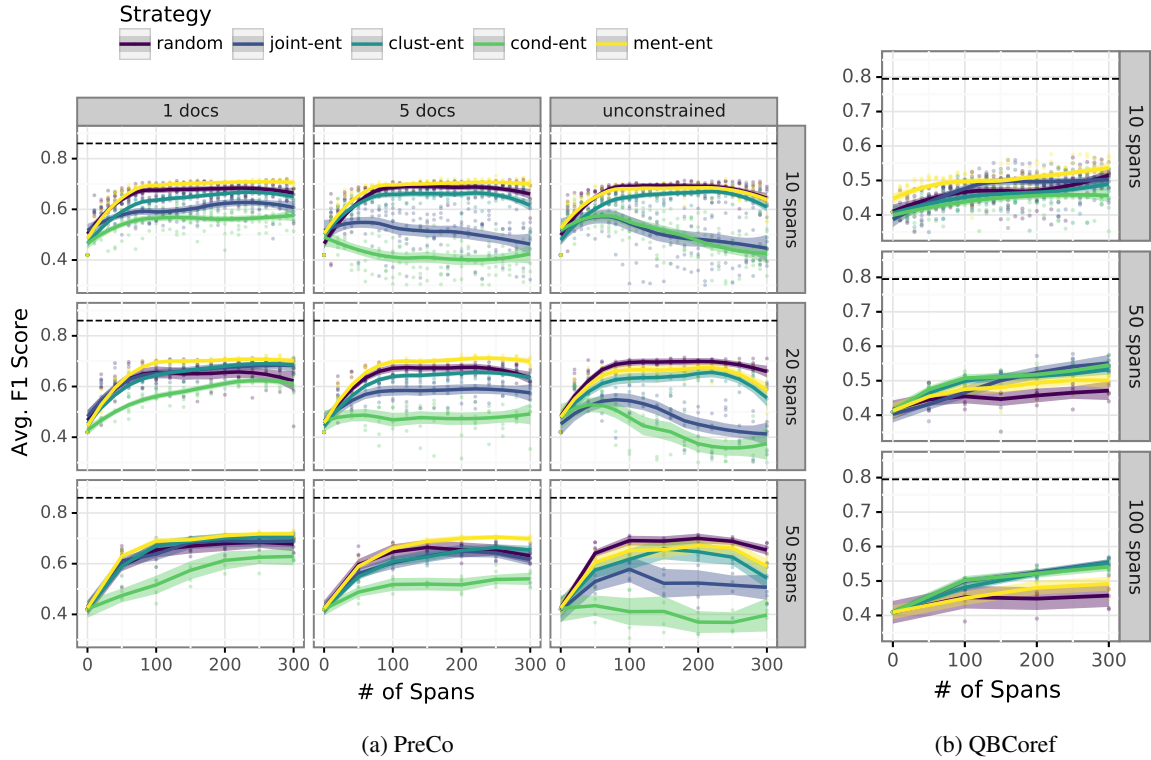 Strategy
random joint-ent clust-ent cond-ent ment-ent
1 docs 5 docs unconstrained
0.8
0.6
0.4
10 spans
0.8
0.6
0.4
20 spans
0.8
0.6
0.4
50 spans
Avg. F1 Score
0 100 200 300 0 100 200 300 0 100 200 300
# of Spans
(a) PreCo
0.8
0.7
0.6
0.5
0.4
10 spans
0.8
0.7
0.6
0.5
0.4
50 spans
0.8
0.7
0.6
0.5
0.4
100 spans
0 100 200 300
# of Spans
(b) QBCoref